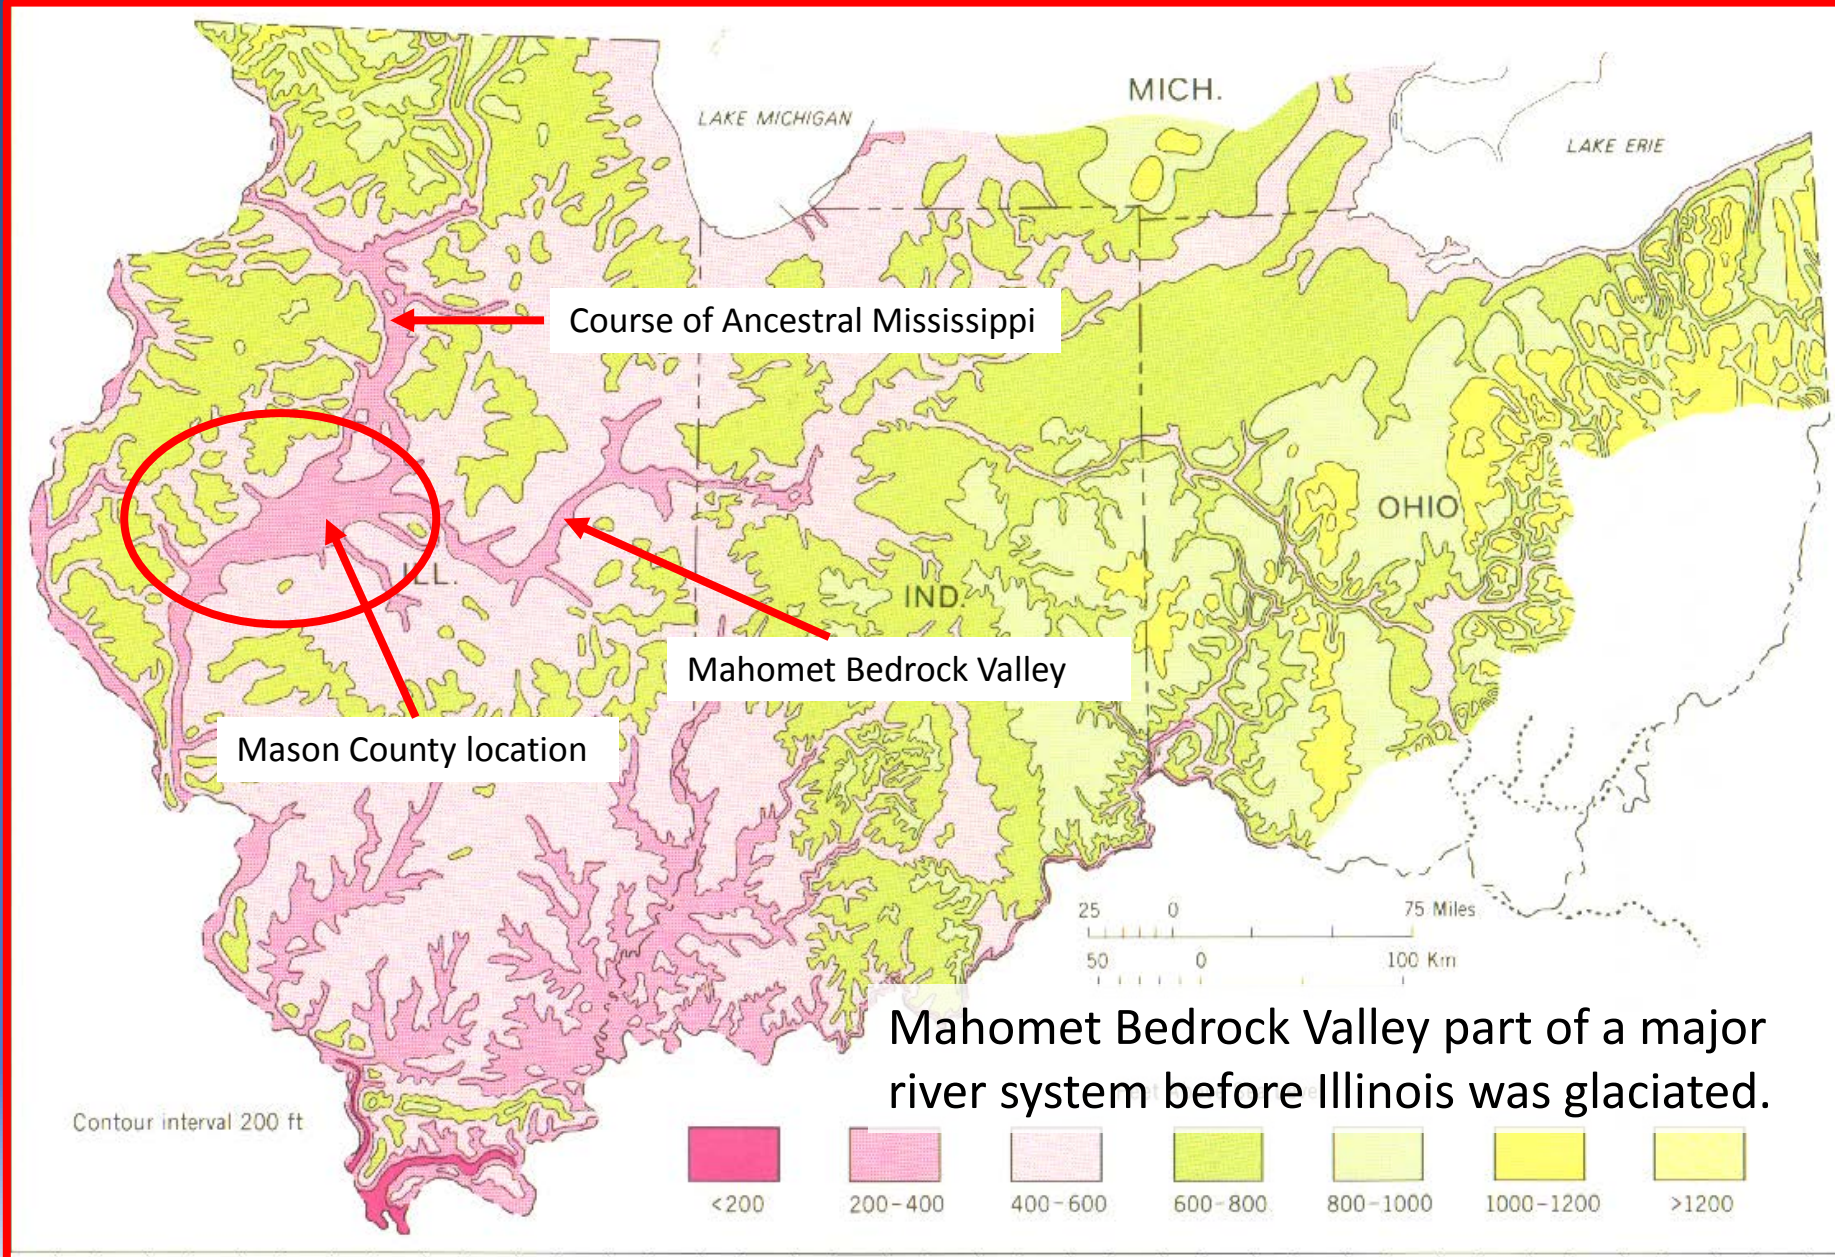 MICH.
LAKE MICHIGAN
LAKE ERIE
Course of Ancestral Mississippi
OHIO
ILL.
IND.
Mahomet Bedrock Valley
Mason County location
25 0 75 Miles
50 0 100 Km
Mahomet Bedrock Valley part of a major
river system before Illinois was glaciated.
Contour interval 200 ft
<200 200-400 400-600 600-800 800-1000 1000-1200 >1200